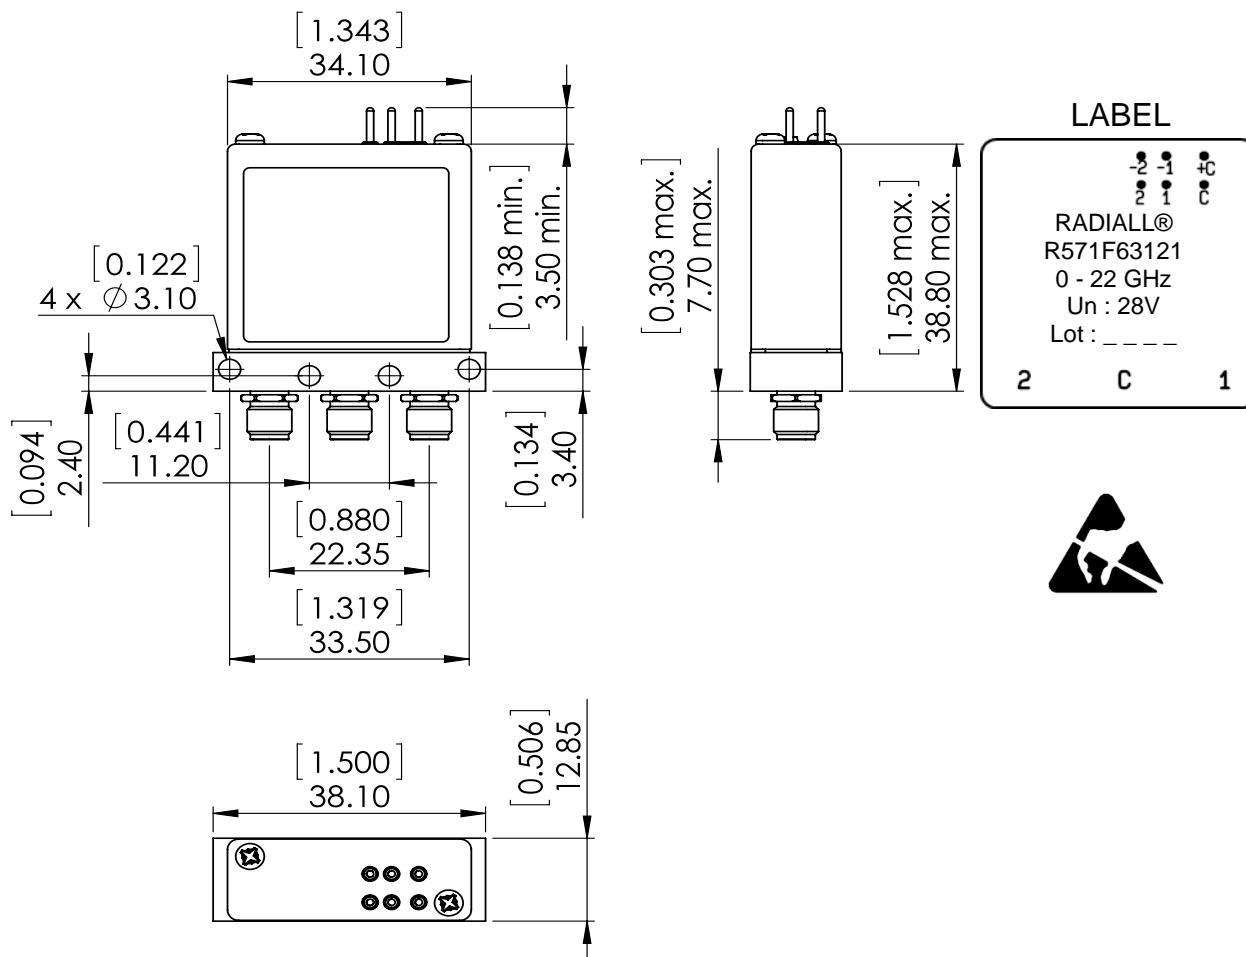 [1.343]
34.10
[0.138 min.]
3.50 min.
[0.122]
4 x ∅3.10
[0.094]
2.40
[0.441]
11.20
[0.134]
3.40
[0.880]
22.35
[1.319]
33.50
[0.303 max.]
7.70 max.
[1.528 max.]
38.80 max.
LABEL
-2 -1 +C
2 1 C
RADIALL®
R571F63121
0 - 22 GHz
Un : 28V
Lot : _ _ _ _
2 C 1
[1.500]
38.10
[0.506]
12.85